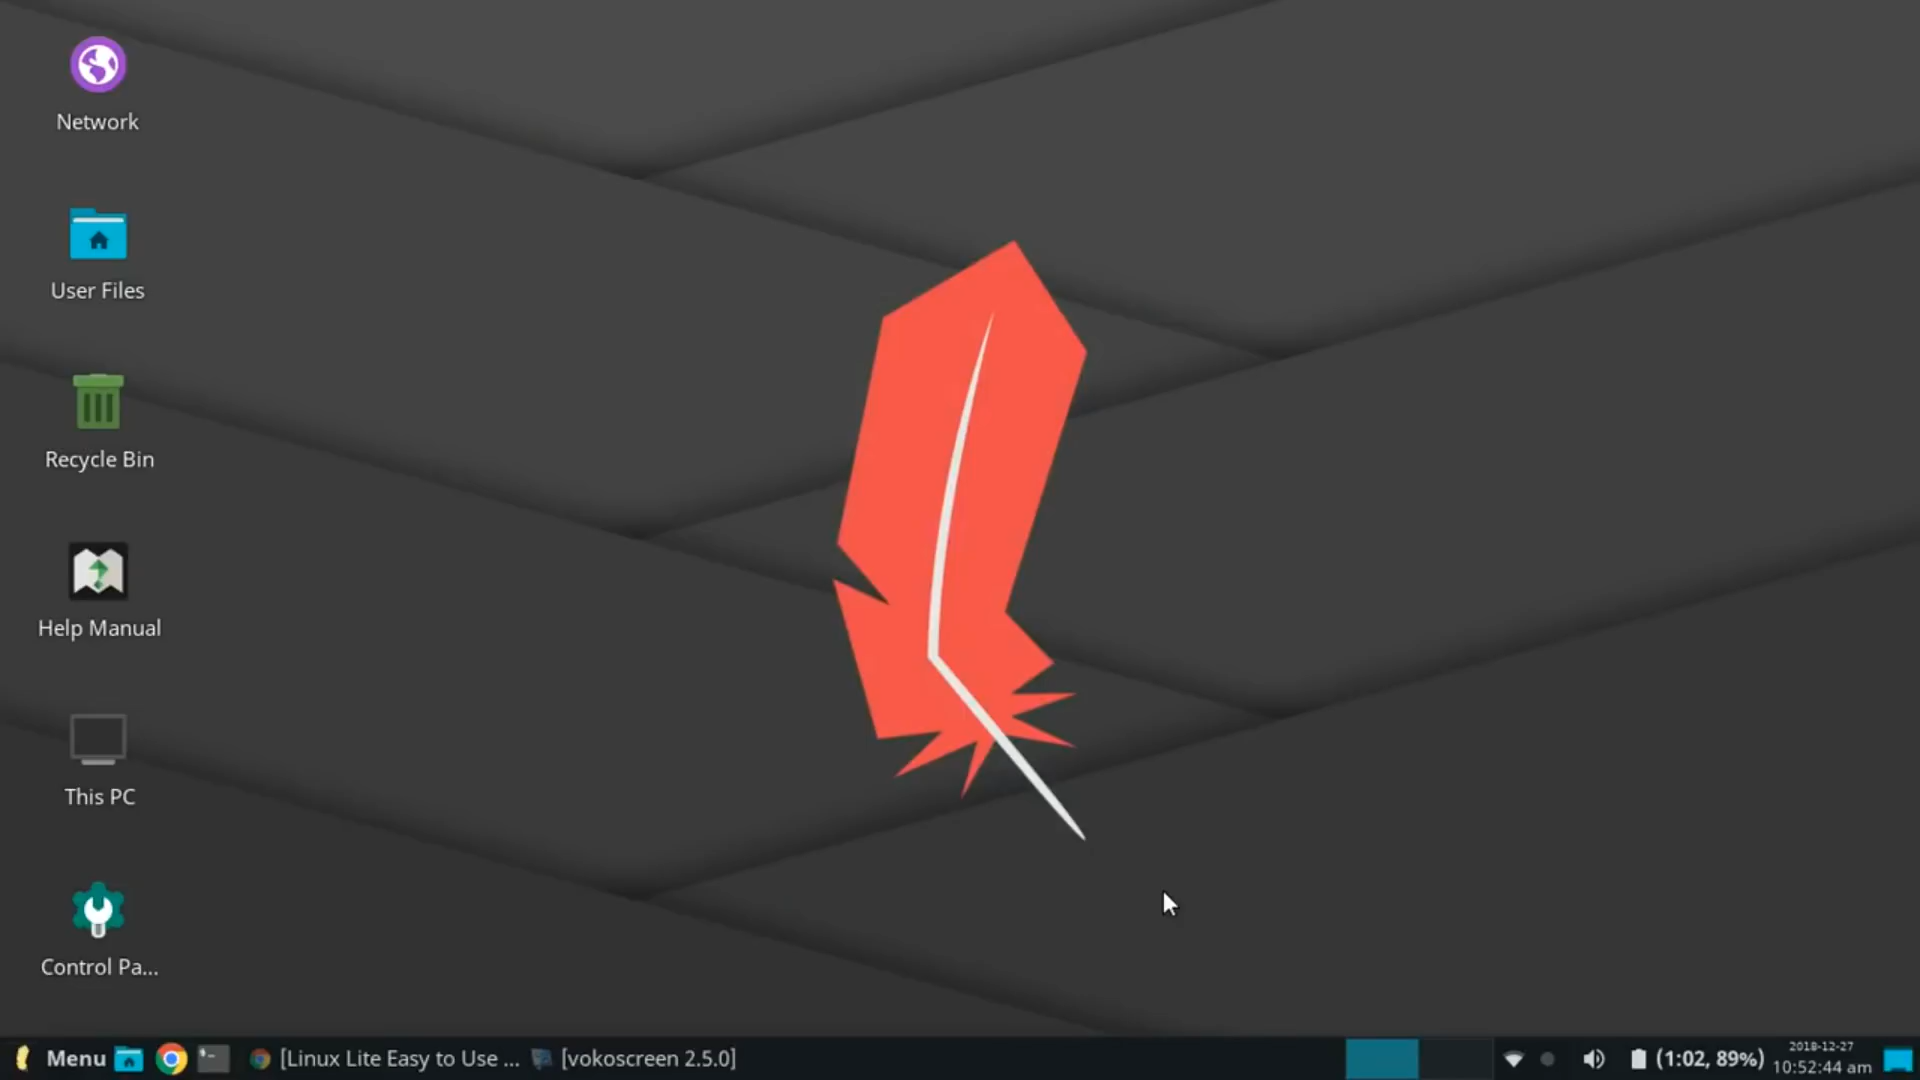 Network
User Files
Recycle Bin
Help Manual
This PC
Control Pa...
Menu
[Linux Lite Easy to Use ...
[vokoscreen 2.5.0]
(1:02, 89%)
2018-12-27
10:52:44 am